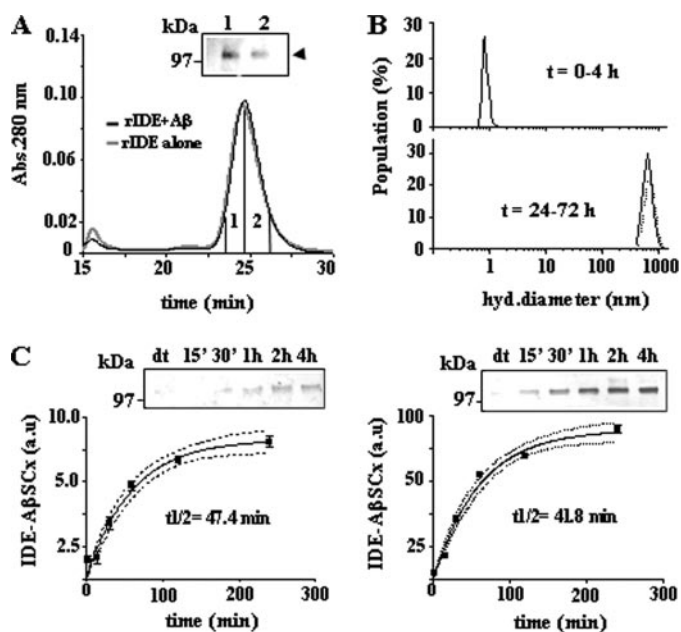 A
kDa 1 2
97
0.14
0.10
0.06
0.02
0
Abs.280 nm
rIDE+Aβ
rIDE alone
1 2
15 20 25 30
time (min)
B
30
20
10
0
t = 0-4 h
30
20
10
0
t = 24-72 h
Population (%)
1 10 100 1000
hyd.diameter (nm)
C
kDa dt 15' 30' 1h 2h 4h
97
10.0
5.0
2.5
IDE-AβSCx (a.u)
t1/2= 47.4 min
0 100 200 300
time (min)
kDa dt 15' 30' 1h 2h 4h
97
100
50
25
IDE-AβSCx (a.u)
t1/2= 41.8 min
0 100 200 300
time (min)